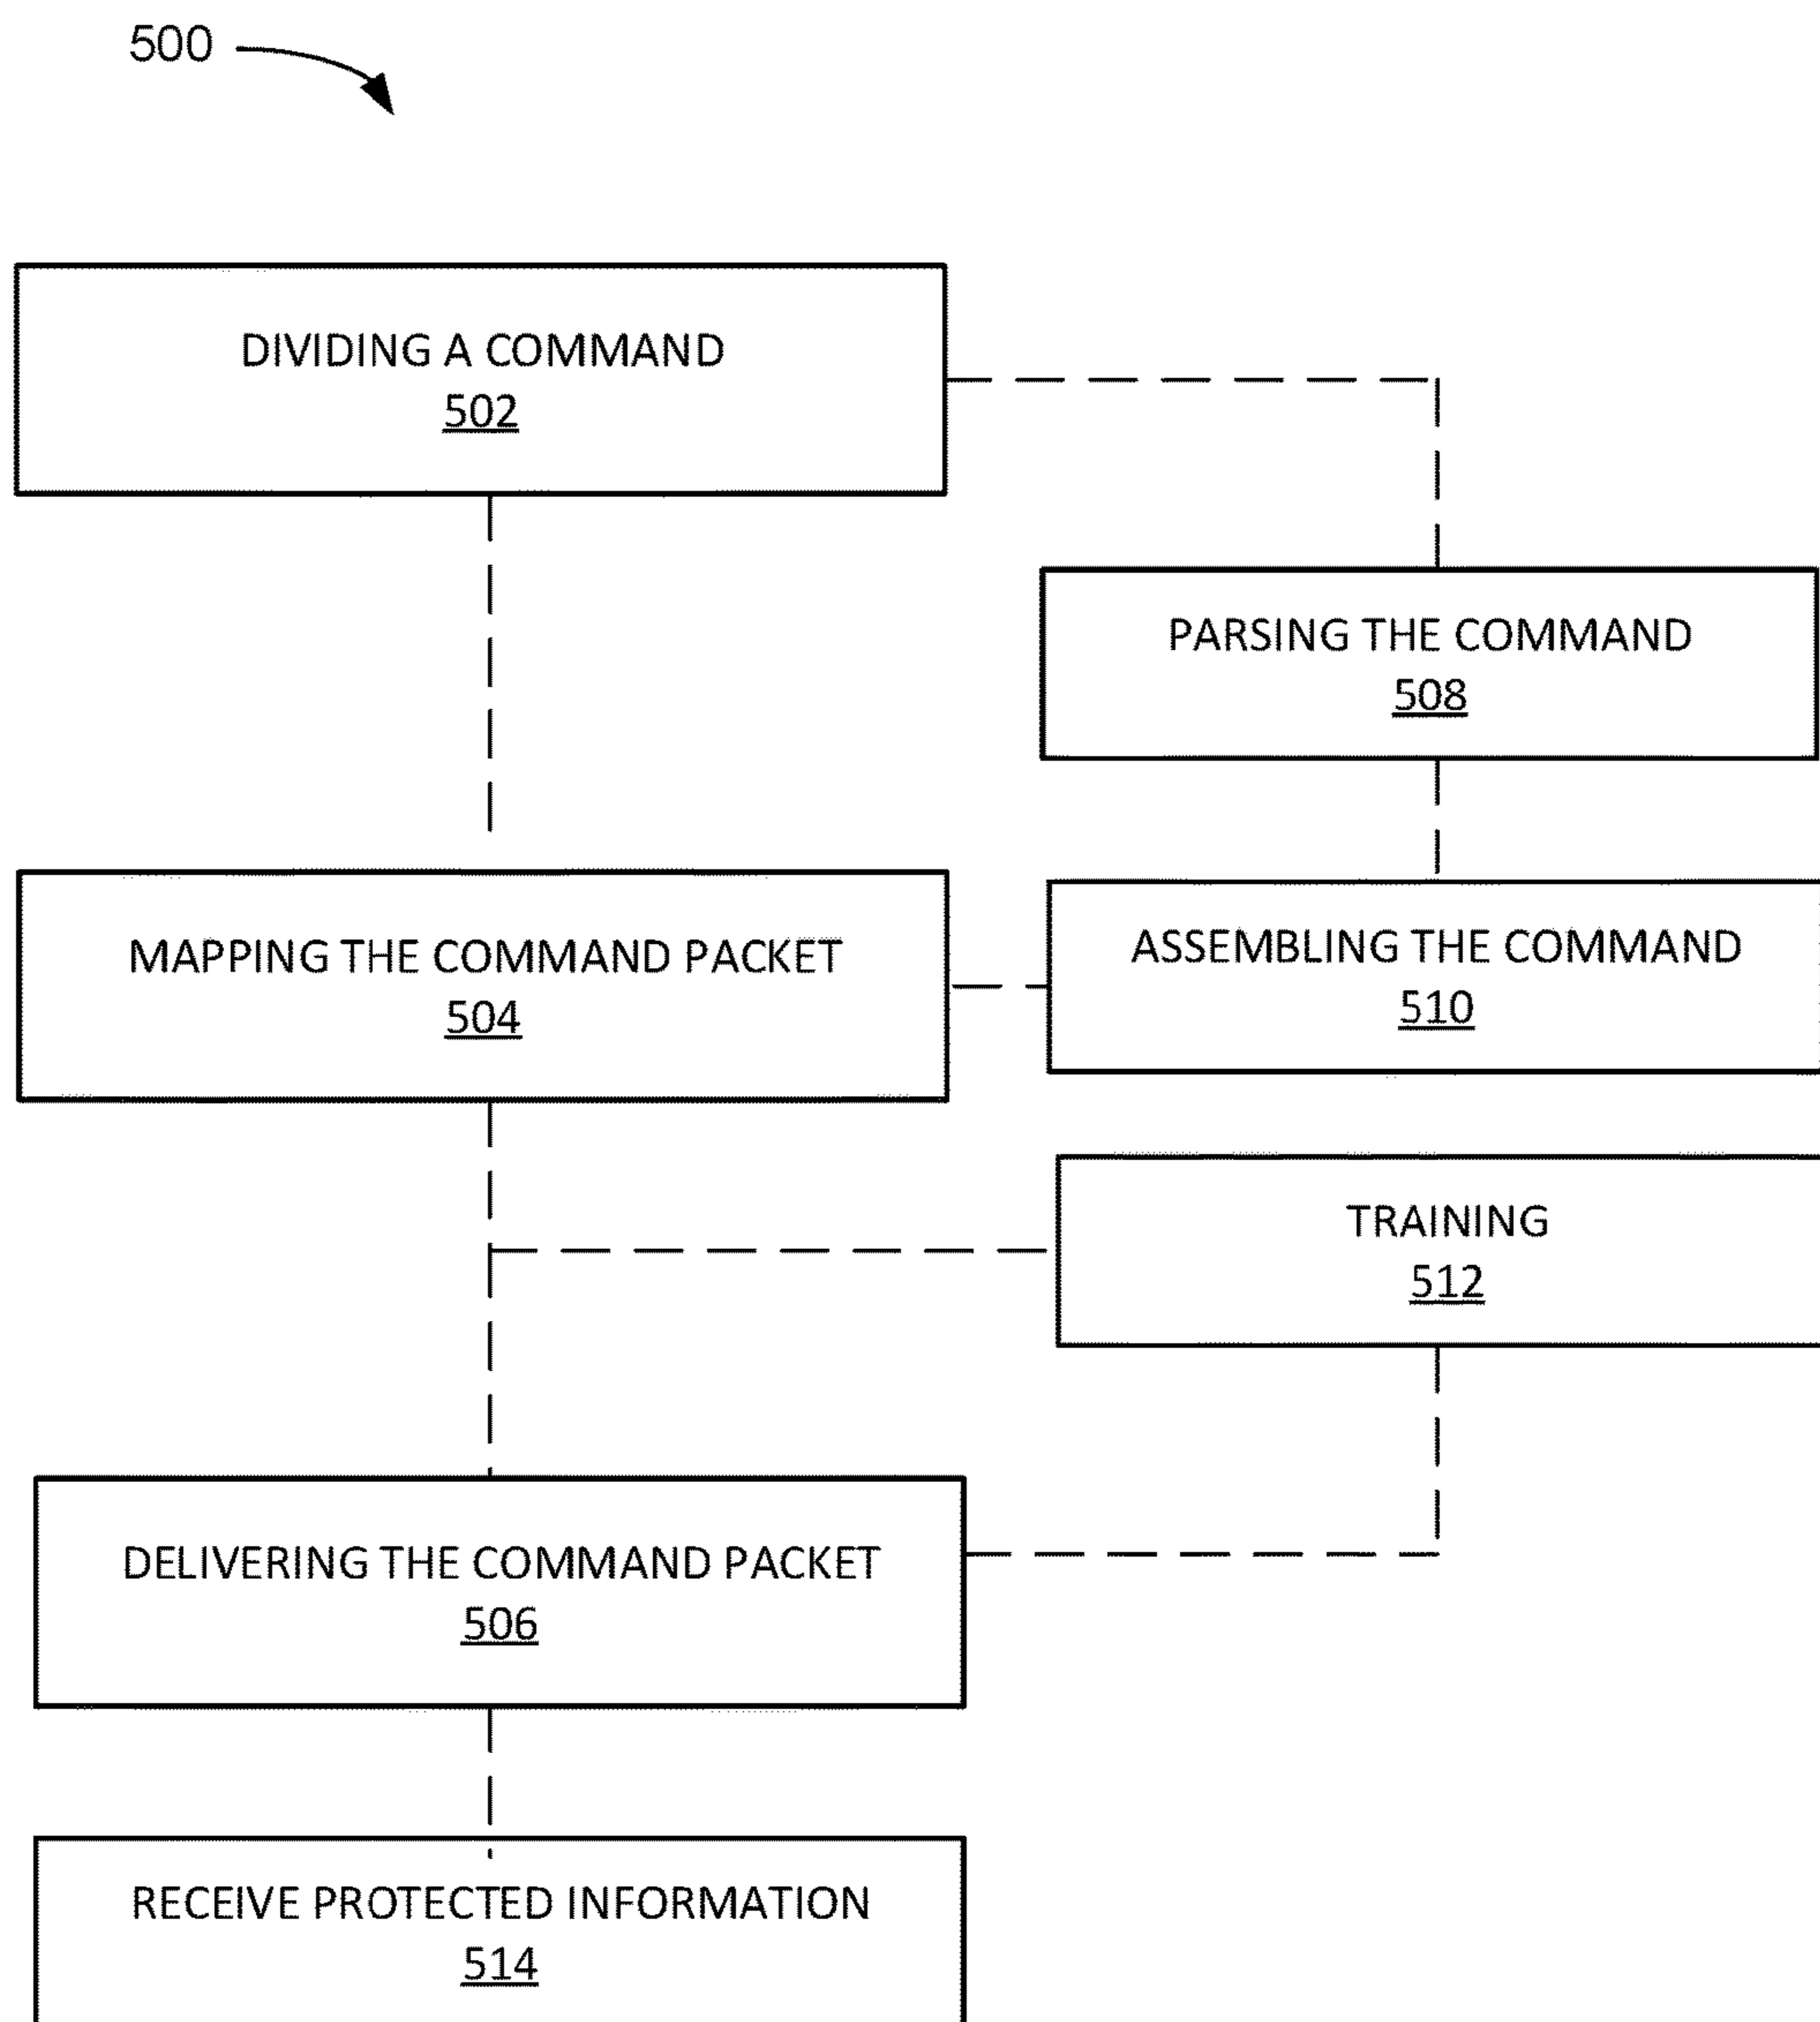 500
DIVIDING A COMMAND
502
PARSING THE COMMAND
508
MAPPING THE COMMAND PACKET
504
ASSEMBLING THE COMMAND
510
TRAINING
512
DELIVERING THE COMMAND PACKET
506
RECEIVE PROTECTED INFORMATION
514